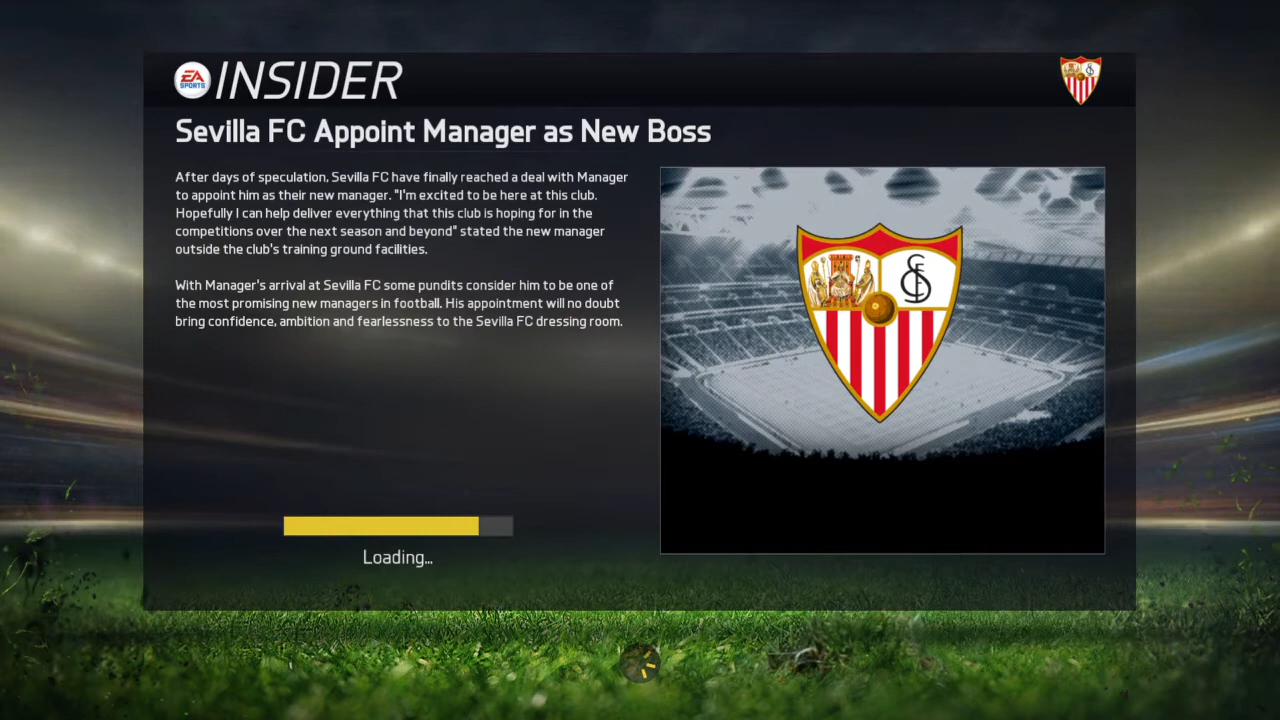 EA
SPORTS
INSIDER
Sevilla FC Appoint Manager as New Boss
After days of speculation, Sevilla FC have finally reached a deal with Manager
to appoint him as their new manager. "I'm excited to be here at this club.
Hopefully I can help deliver everything that this club is hoping for in the
competitions over the next season and beyond" stated the new manager
outside the club's training ground facilities.
With Manager's arrival at Sevilla FC some pundits consider him to be one of
the most promising new managers in football. His appointment will no doubt
bring confidence, ambition and fearlessness to the Sevilla FC dressing room.
Loading...